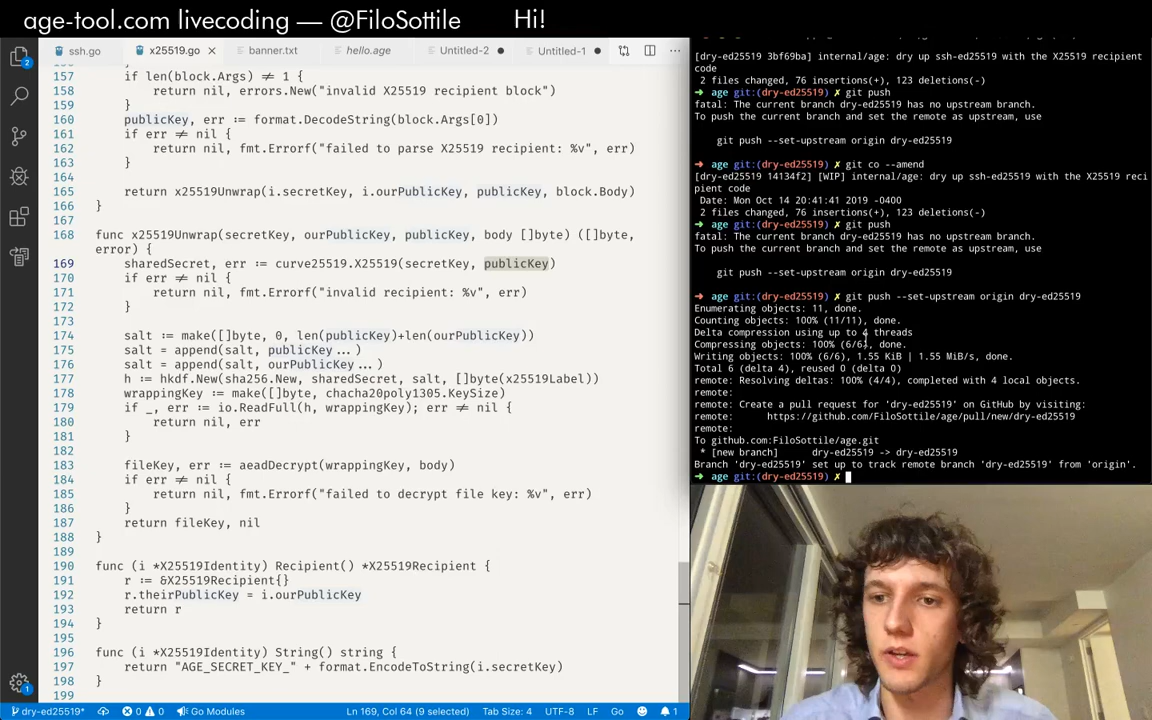 age-tool.com livecoding — @FiloSottile Hi!
ssh.go x25519.go banner.txt hello.age Untitled-2 Untitled-1
157 if len(block.Args) ≠ 1 {
158 return nil, errors.New("invalid X25519 recipient block")
159 }
160 publicKey, err := format.DecodeString(block.Args[0])
161 if err ≠ nil {
162 return nil, fmt.Errorf("failed to parse X25519 recipient: %v", err)
163 }
164
165 return x25519Unwrap(i.secretKey, i.ourPublicKey, publicKey, block.Body)
166 }
167
168 func x25519Unwrap(secretKey, ourPublicKey, publicKey, body []byte) ([]byte,
error) {
169 sharedSecret, err := curve25519.X25519(secretKey, publicKey)
170 if err ≠ nil {
171 return nil, fmt.Errorf("invalid recipient: %v", err)
172 }
173
174 salt := make([]byte, 0, len(publicKey)+len(ourPublicKey))
175 salt = append(salt, publicKey...)
176 salt = append(salt, ourPublicKey...)
177 h := hkdf.New(sha256.New, sharedSecret, salt, []byte(x25519Label))
178 wrappingKey := make([]byte, chacha20poly1305.KeySize)
179 if _, err := io.ReadFull(h, wrappingKey); err ≠ nil {
180 return nil, err
181 }
182
183 fileKey, err := aeadDecrypt(wrappingKey, body)
184 if err ≠ nil {
185 return nil, fmt.Errorf("failed to decrypt file key: %v", err)
186 }
187 return fileKey, nil
188 }
189
190 func (i *X25519Identity) Recipient() *X25519Recipient {
191 r := &X25519Recipient{}
192 r.theirPublicKey = i.ourPublicKey
193 return r
194 }
195
196 func (i *X25519Identity) String() string {
197 return "AGE_SECRET_KEY_" + format.EncodeToString(i.secretKey)
198 }
199
dry-ed25519* 0 0 Go Modules Ln 169, Col 64 (9 selected) Tab Size: 4 UTF-8 LF Go 1
[dry-ed25519 3bf69ba] internal/age: dry up ssh-ed25519 with the X25519 recipient
code
2 files changed, 76 insertions(+), 123 deletions(-)
➜ age git:(dry-ed25519) ✗ git push
fatal: The current branch dry-ed25519 has no upstream branch.
To push the current branch and set the remote as upstream, use
git push --set-upstream origin dry-ed25519
➜ age git:(dry-ed25519) ✗ git co --amend
[dry-ed25519 14134f2] [WIP] internal/age: dry up ssh-ed25519 with the X25519 reci
pient code
Date: Mon Oct 14 20:41:41 2019 -0400
2 files changed, 76 insertions(+), 123 deletions(-)
➜ age git:(dry-ed25519) ✗ git push
fatal: The current branch dry-ed25519 has no upstream branch.
To push the current branch and set the remote as upstream, use
git push --set-upstream origin dry-ed25519
➜ age git:(dry-ed25519) ✗ git push --set-upstream origin dry-ed25519
Enumerating objects: 11, done.
Counting objects: 100% (11/11), done.
Delta compression using up to 4 threads
Compressing objects: 100% (6/6), done.
Writing objects: 100% (6/6), 1.55 KiB | 1.55 MiB/s, done.
Total 6 (delta 4), reused 0 (delta 0)
remote: Resolving deltas: 100% (4/4), completed with 4 local objects.
remote:
remote: Create a pull request for 'dry-ed25519' on GitHub by visiting:
remote: https://github.com/FiloSottile/age/pull/new/dry-ed25519
remote:
To github.com:FiloSottile/age.git
* [new branch] dry-ed25519 -> dry-ed25519
Branch 'dry-ed25519' set up to track remote branch 'dry-ed25519' from 'origin'.
➜ age git:(dry-ed25519) ✗